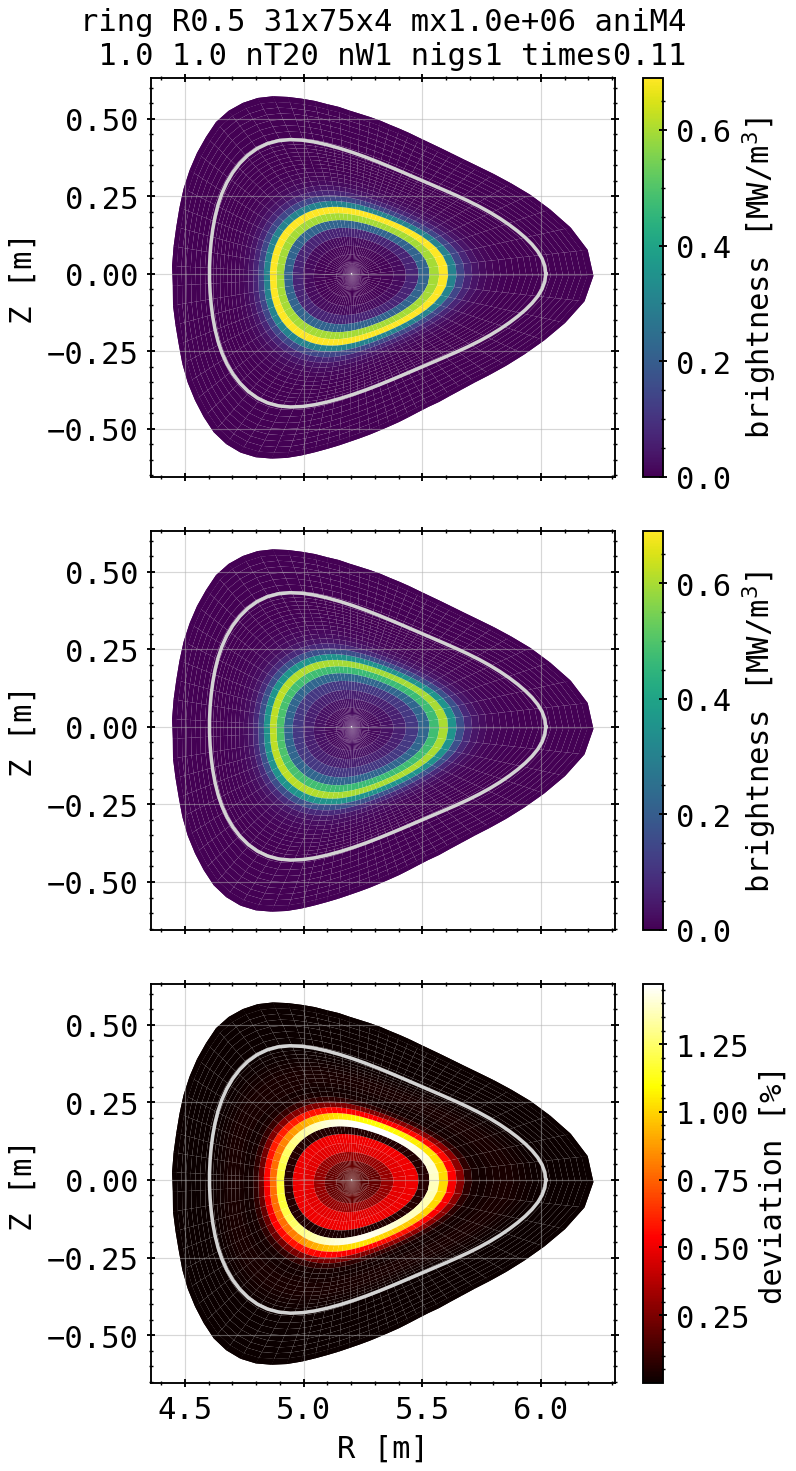 ring R0.5 31x75x4 mx1.0e+06 aniM4
1.0 1.0 nT20 nW1 nigs1 times0.11
0.50
0.25
0.00
−0.25
−0.50
Z [m]
0.6
0.4
0.2
0.0
brightness [MW/m³]
0.50
0.25
0.00
−0.25
−0.50
Z [m]
0.6
0.4
0.2
0.0
brightness [MW/m³]
0.50
0.25
0.00
−0.25
−0.50
Z [m]
1.25
1.00
0.75
0.50
0.25
deviation [%]
4.5 5.0 5.5 6.0
R [m]